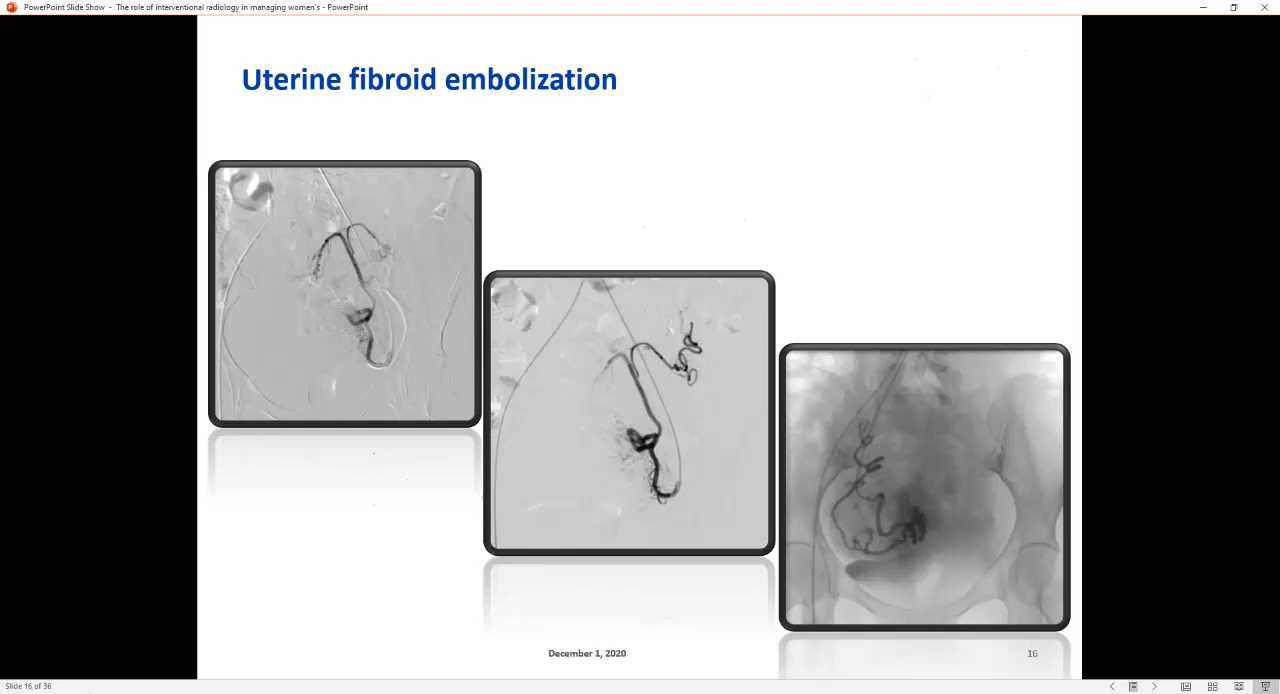 PowerPoint Slide Show - The role of interventional radiology in managing women's - PowerPoint
Uterine fibroid embolization
December 1, 2020
16
Slide 16 of 36